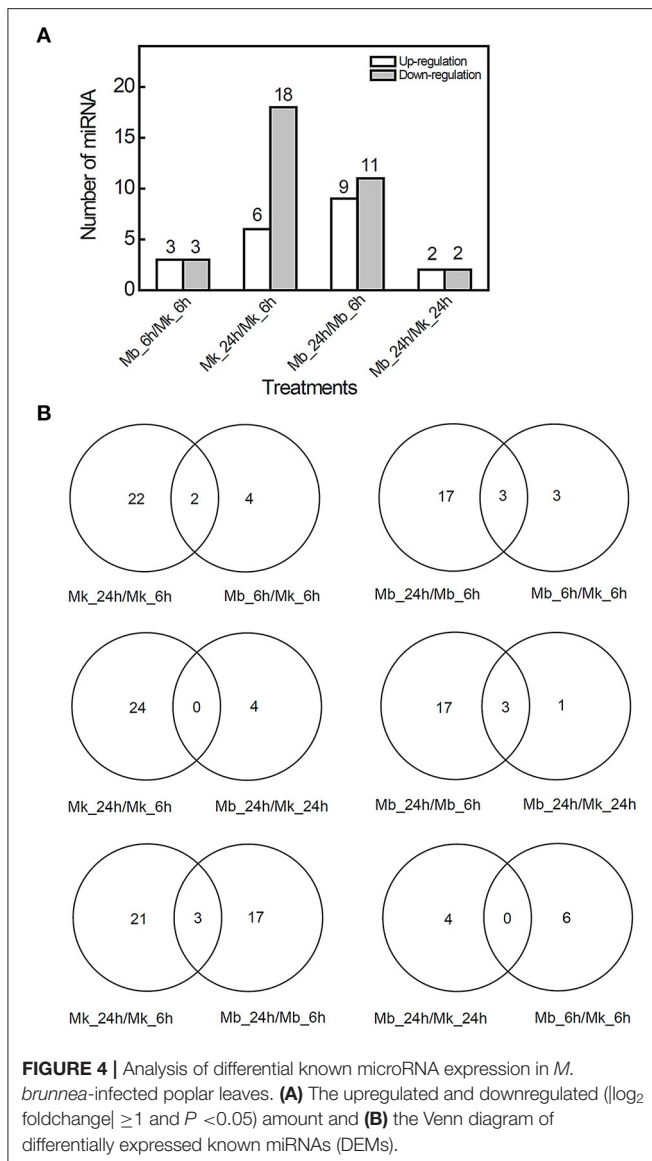 A
Up-regulation
Down-regulation
Number of miRNA
20
15
10
5
0
3 3
6 18
9 11
2 2
Mb_6h/Mk_6h
Mk_24h/Mk_6h
Mb_24h/Mb_6h
Mb_24h/Mk_24h
Treatments
B
22 2 4
Mk_24h/Mk_6h Mb_6h/Mk_6h
17 3 3
Mb_24h/Mb_6h Mb_6h/Mk_6h
24 0 4
Mk_24h/Mk_6h Mb_24h/Mk_24h
17 3 1
Mb_24h/Mb_6h Mb_24h/Mk_24h
21 3 17
Mk_24h/Mk_6h Mb_24h/Mb_6h
4 0 6
Mb_24h/Mk_24h Mb_6h/Mk_6h
FIGURE 4 | Analysis of differential known microRNA expression in M.
brunnea-infected poplar leaves. (A) The upregulated and downregulated (|log₂
foldchange| ≥1 and P <0.05) amount and (B) the Venn diagram of
differentially expressed known miRNAs (DEMs).